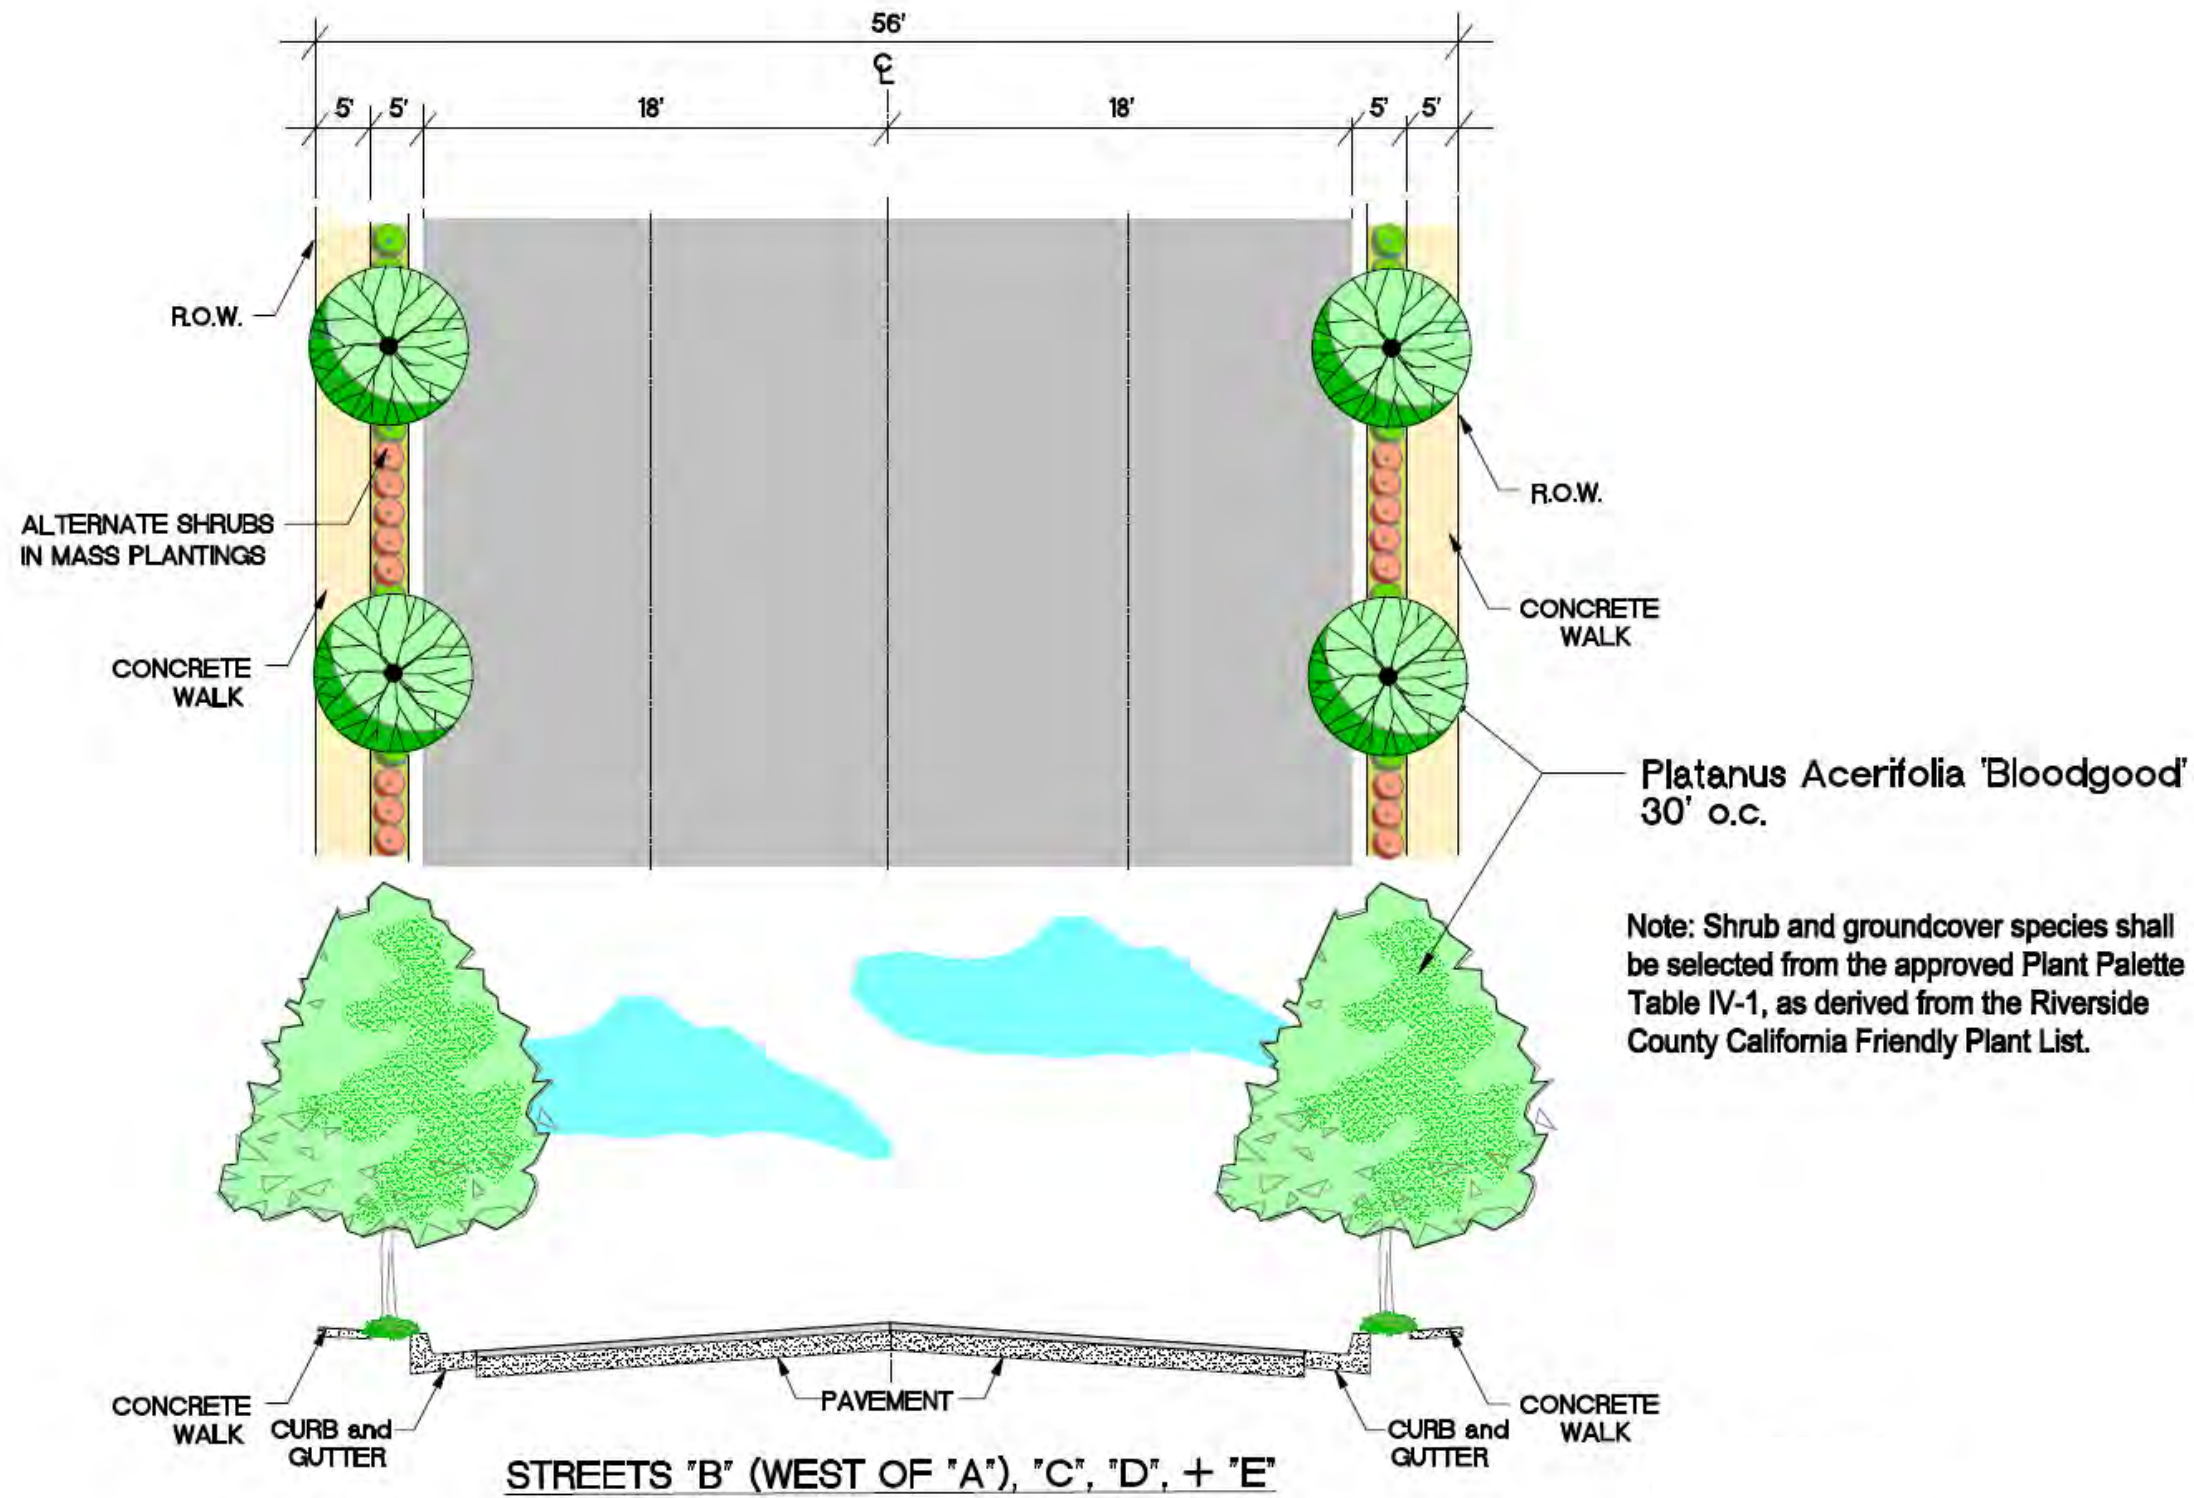 56'
℄
5'
5'
18'
18'
5'
5'
R.O.W.
R.O.W.
ALTERNATE SHRUBS
IN MASS PLANTINGS
CONCRETE
WALK
CONCRETE
WALK
Platanus Acerifolia 'Bloodgood'
30' o.c.
Note: Shrub and groundcover species shall
be selected from the approved Plant Palette
Table IV-1, as derived from the Riverside
County California Friendly Plant List.
CONCRETE
WALK
CURB and
GUTTER
PAVEMENT
CURB and
GUTTER
CONCRETE
WALK
STREETS "B" (WEST OF "A"), "C", "D", + "E"